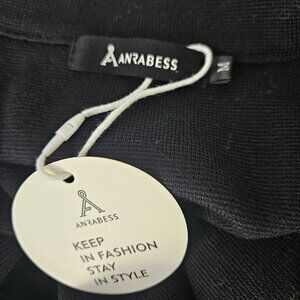 ANRABESS
M
ANRABESS
KEEP
IN FASHION
STAY
IN STYLE